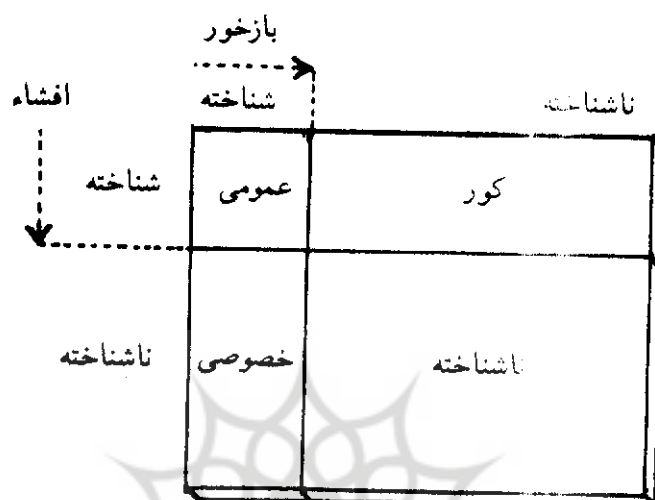 بازخور
افشاء
شناخته
ناشناخته
شناخته
عمومی
کور
ناشناخته
خصوصی
ناشناخته